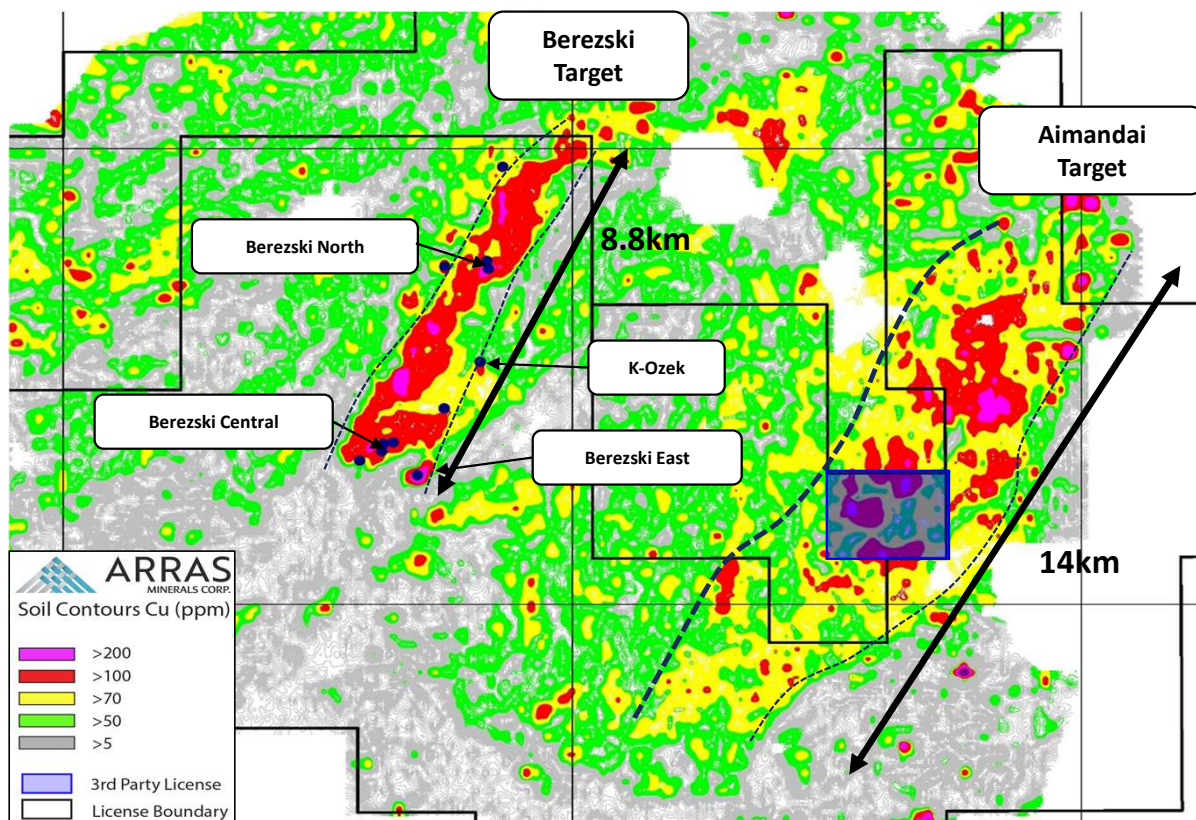 Berezski
Target
Aimandai
Target
Berezski North
8.8km
K-Ozek
Berezski Central
Berezski East
14km
ARRAS
MINERALS CORP.
Soil Contours Cu (ppm)
>200
>100
>70
>50
>5
3rd Party License
License Boundary